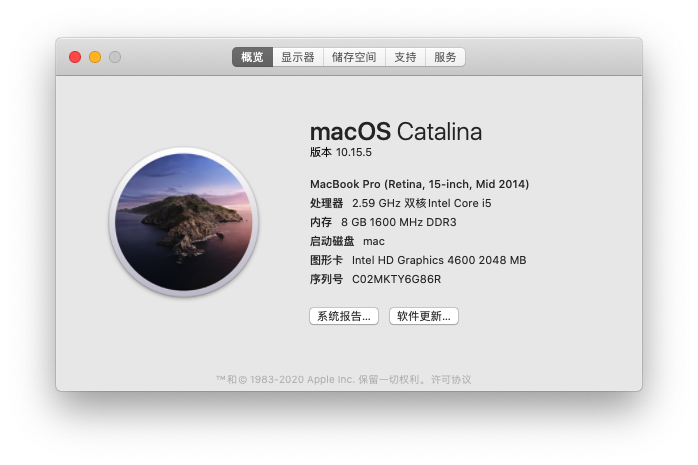 概览 显示器 储存空间 支持 服务
macOS Catalina
版本 10.15.5
MacBook Pro (Retina, 15-inch, Mid 2014)
处理器 2.59 GHz 双核Intel Core i5
内存 8 GB 1600 MHz DDR3
启动磁盘 mac
图形卡 Intel HD Graphics 4600 2048 MB
序列号 C02MKTY6G86R
系统报告... 软件更新...
™和© 1983-2020 Apple Inc. 保留一切权利。许可协议